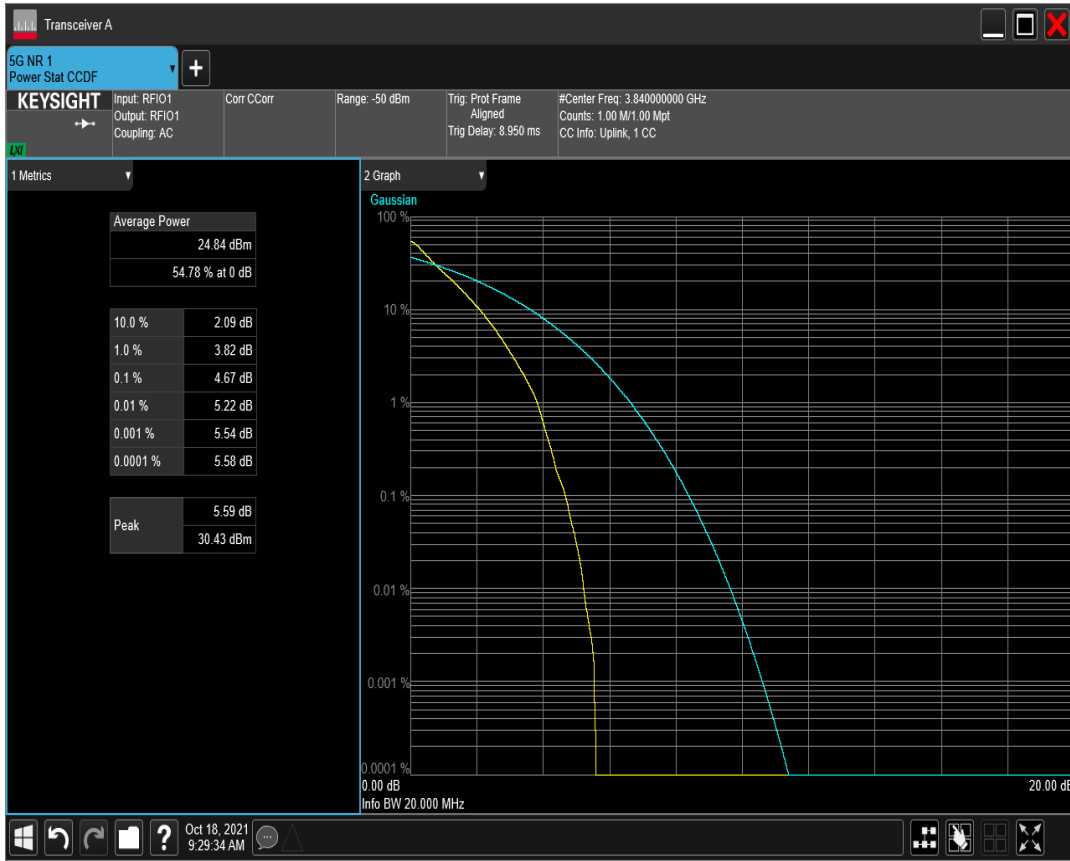 Transceiver A
5G NR 1
Power Stat CCDF
+
KEYSIGHT
LXI
Input: RFIO1
Output: RFIO1
Coupling: AC
Corr CCorr
Range: -50 dBm
Trig: Prot Frame
Aligned
Trig Delay: 8.950 ms
#Center Freq: 3.840000000 GHz
Counts: 1.00 M/1.00 Mpt
CC Info: Uplink, 1 CC
1 Metrics
Average Power
24.84 dBm
54.78 % at 0 dB
10.0 % 2.09 dB
1.0 % 3.82 dB
0.1 % 4.67 dB
0.01 % 5.22 dB
0.001 % 5.54 dB
0.0001 % 5.58 dB
Peak
5.59 dB
30.43 dBm
2 Graph
Gaussian
100 %
10 %
1 %
0.1 %
0.01 %
0.001 %
0.0001 %
0.00 dB
20.00 dB
Info BW 20.000 MHz
?
Oct 18, 2021
9:29:34 AM